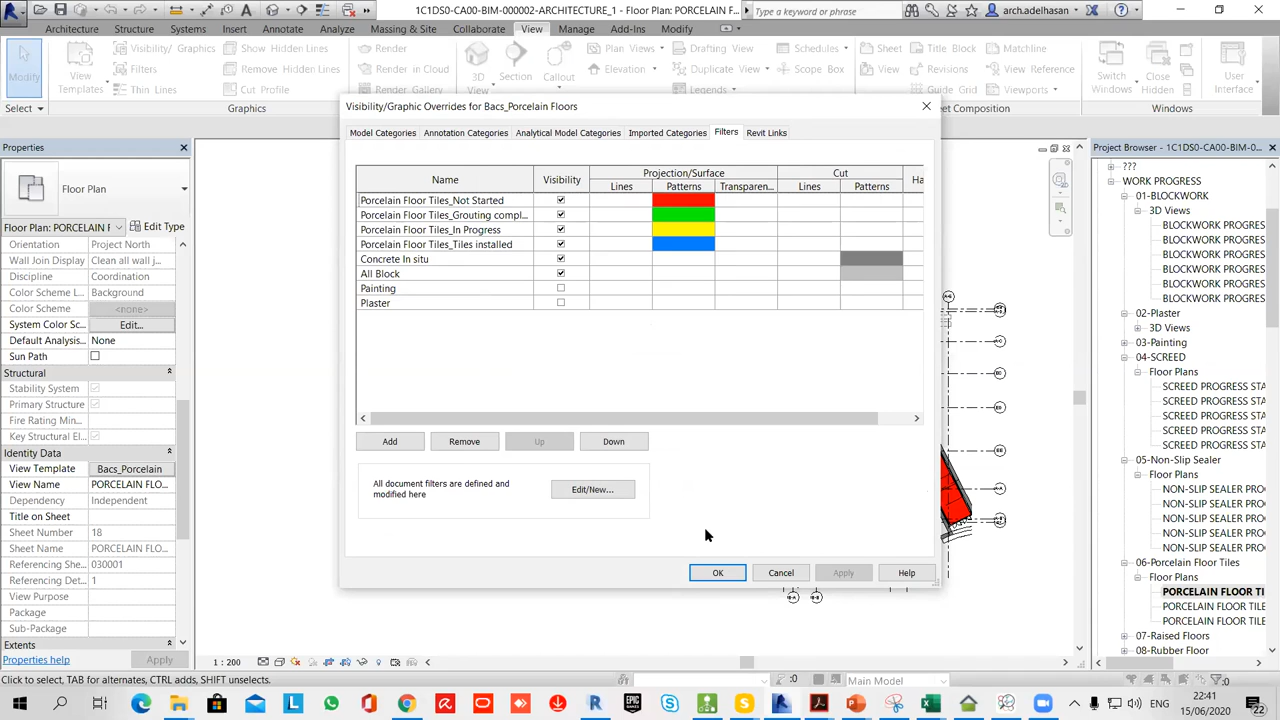 1C1DS0-CA00-BIM-000002-ARCHITECTURE_1 - Floor Plan: PORCELAIN F...
Type a keyword or phrase
arch.adelhasan
Architecture Structure Systems Insert Annotate Analyze Massing & Site Collaborate View Manage Add-Ins Modify
Modify
View Templates
Visibility/ Graphics
Filters
Thin Lines
Show Hidden Lines
Remove Hidden Lines
Cut Profile
Render
Render in Cloud
Render Gallery
3D
Section
Callout
Plan Views
Elevation
Drafting View
Duplicate View
Legends
Schedules
Scope Box
Sheet
View
Title Block
Revisions
Guide Grid
Matchline
View Reference
Viewports
Switch Windows
Close Hidden
User Interface
Select
Graphics
Sheet Composition
Windows
Properties
Floor Plan
Floor Plan: PORCELAIN F
Edit Type
Orientation Project North
Wall Join Display Clean all wall j...
Discipline Coordination
Color Scheme L... Background
Color Scheme <none>
System Color Sc... Edit...
Default Analysis... None
Sun Path
Structural
Stability System
Primary Structure
Fire Rating Min...
Key Structural El...
Identity Data
View Template Bacs_Porcelain
View Name PORCELAIN FLO...
Dependency Independent
Title on Sheet
Sheet Number 18
Sheet Name PORCELAIN FLO...
Referencing She... 030001
Referencing Det... 1
View Purpose
Package
Sub-Package
Extents
Properties help
Apply
Visibility/Graphic Overrides for Bacs_Porcelain Floors
Model Categories Annotation Categories Analytical Model Categories Imported Categories Filters Revit Links
Name Visibility Projection/Surface Cut Ha
Lines Patterns Transparen... Lines Patterns
Porcelain Floor Tiles_Not Started
Porcelain Floor Tiles_Grouting compl...
Porcelain Floor Tiles_In Progress
Porcelain Floor Tiles_Tiles installed
Concrete In situ
All Block
Painting
Plaster
Add Remove Up Down
All document filters are defined and
modified here
Edit/New...
OK Cancel Apply Help
Project Browser - 1C1DS0-CA00-BIM-0...
???
WORK PROGRESS
01-BLOCKWORK
3D Views
BLOCKWORK PROGRES
BLOCKWORK PROGRES
BLOCKWORK PROGRES
BLOCKWORK PROGRES
BLOCKWORK PROGRES
BLOCKWORK PROGRES
02-Plaster
3D Views
03-Painting
04-SCREED
Floor Plans
SCREED PROGRESS STA
SCREED PROGRESS STA
SCREED PROGRESS STA
SCREED PROGRESS STA
SCREED PROGRESS STA
05-Non-Slip Sealer
Floor Plans
NON-SLIP SEALER PRO
NON-SLIP SEALER PRO
NON-SLIP SEALER PRO
NON-SLIP SEALER PRO
NON-SLIP SEALER PRO
06-Porcelain Floor Tiles
Floor Plans
PORCELAIN FLOOR TI
PORCELAIN FLOOR TILE
PORCELAIN FLOOR TILE
07-Raised Floors
08-Rubber Floor
1 : 200
Click to select, TAB for alternates, CTRL adds, SHIFT unselects.
:0
Main Model
:0
ENG
22:41
15/06/2020
22